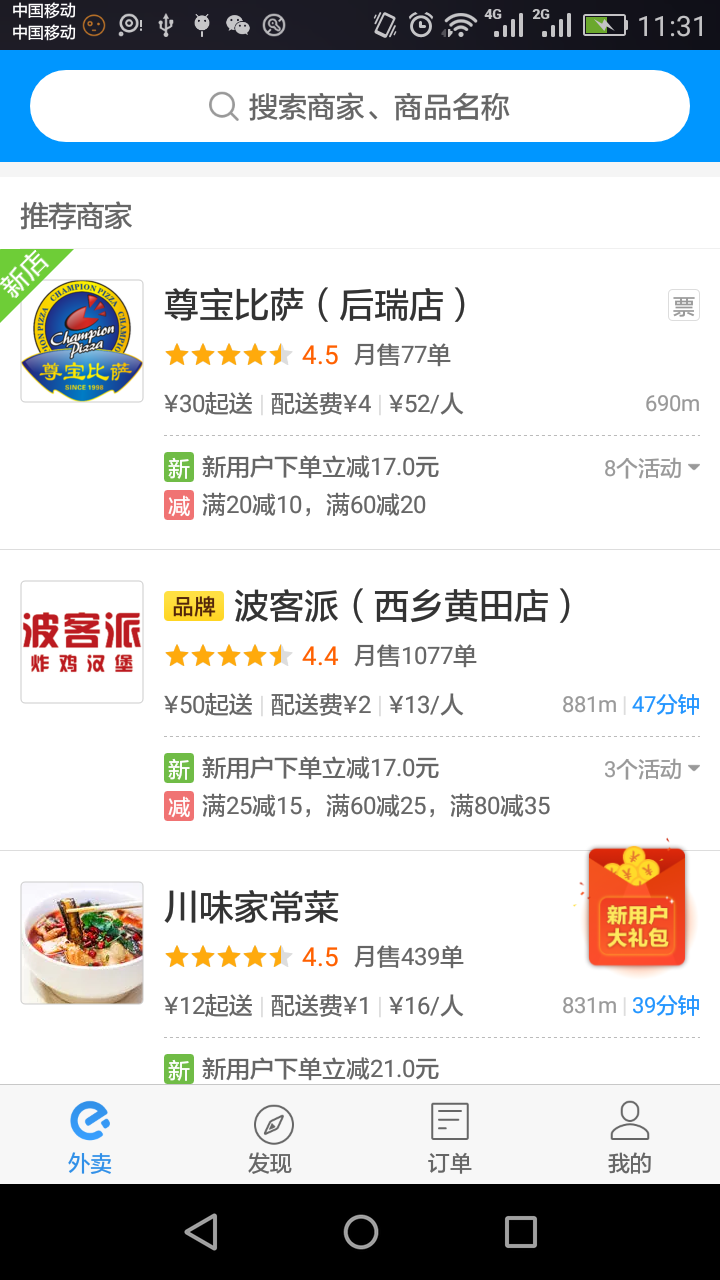 中国移动
中国移动
4G
2G
11:31
搜索商家、商品名称
推荐商家
新店
CHAMPION PIZZA
Champion
Pizza
尊宝比萨
SINCE 1998
尊宝比萨（后瑞店）
票
4.5 月售77单
¥30起送 配送费¥4 ¥52/人 690m
新 新用户下单立减17.0元 8个活动
减 满20减10，满60减20
波客派
炸鸡汉堡
品牌 波客派（西乡黄田店）
4.4 月售1077单
¥50起送 配送费¥2 ¥13/人 881m 47分钟
新 新用户下单立减17.0元 3个活动
减 满25减15，满60减25，满80减35
川味家常菜
新用户
大礼包
4.5 月售439单
¥12起送 配送费¥1 ¥16/人 831m 39分钟
新 新用户下单立减21.0元
外卖 发现 订单 我的